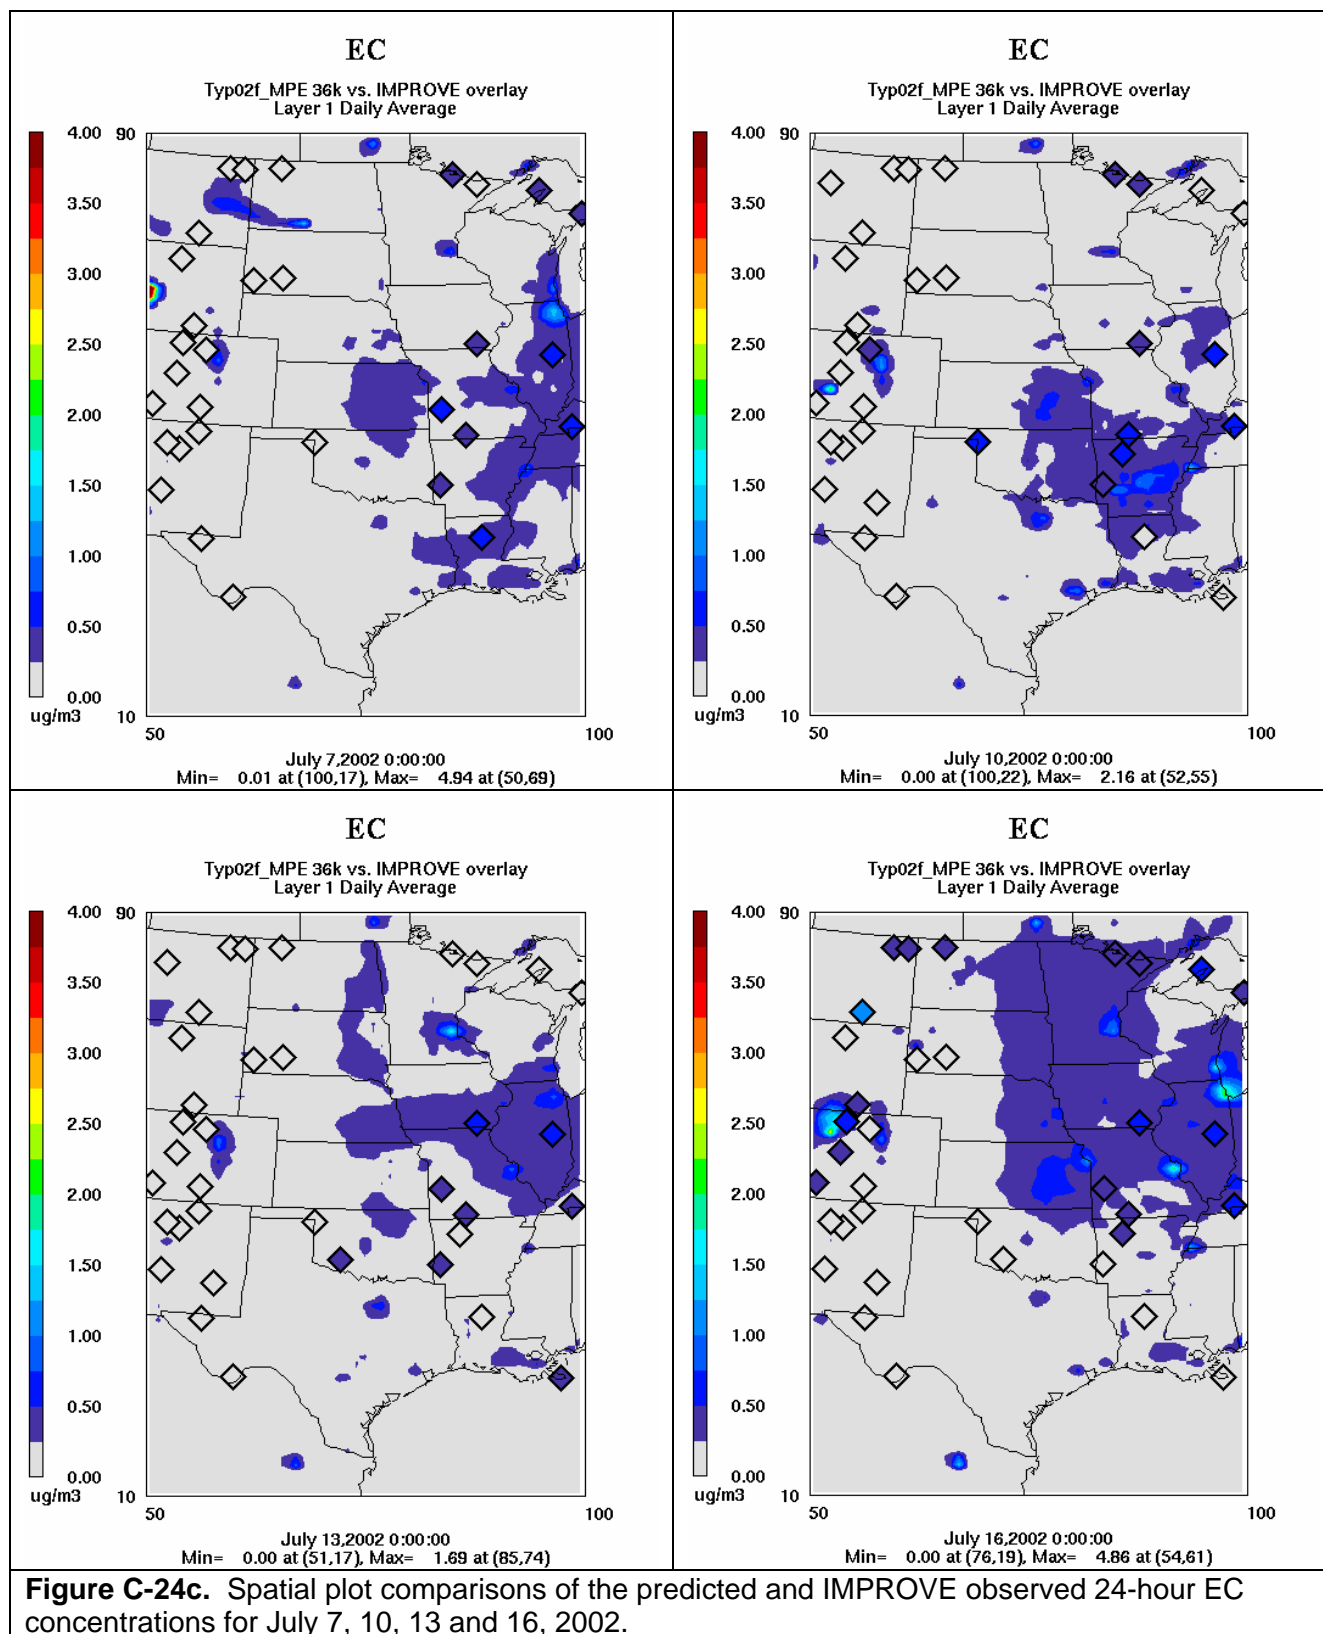 EC
Typ02f_MPE 36k vs. IMPROVE overlay
Layer 1 Daily Average
90
4.00
3.50
3.00
2.50
2.00
1.50
1.00
0.50
0.00
ug/m3
10
50
100
July 7,2002 0:00:00
Min= 0.01 at (100,17), Max= 4.94 at (50,69)
EC
Typ02f_MPE 36k vs. IMPROVE overlay
Layer 1 Daily Average
90
4.00
3.50
3.00
2.50
2.00
1.50
1.00
0.50
0.00
ug/m3
10
50
100
July 10,2002 0:00:00
Min= 0.00 at (100,22), Max= 2.16 at (52,55)
EC
Typ02f_MPE 36k vs. IMPROVE overlay
Layer 1 Daily Average
90
4.00
3.50
3.00
2.50
2.00
1.50
1.00
0.50
0.00
ug/m3
10
50
100
July 13,2002 0:00:00
Min= 0.00 at (51,17), Max= 1.69 at (85,74)
EC
Typ02f_MPE 36k vs. IMPROVE overlay
Layer 1 Daily Average
90
4.00
3.50
3.00
2.50
2.00
1.50
1.00
0.50
0.00
ug/m3
10
50
100
July 16,2002 0:00:00
Min= 0.00 at (76,19), Max= 4.86 at (54,61)
Figure C-24c. Spatial plot comparisons of the predicted and IMPROVE observed 24-hour EC
concentrations for July 7, 10, 13 and 16, 2002.